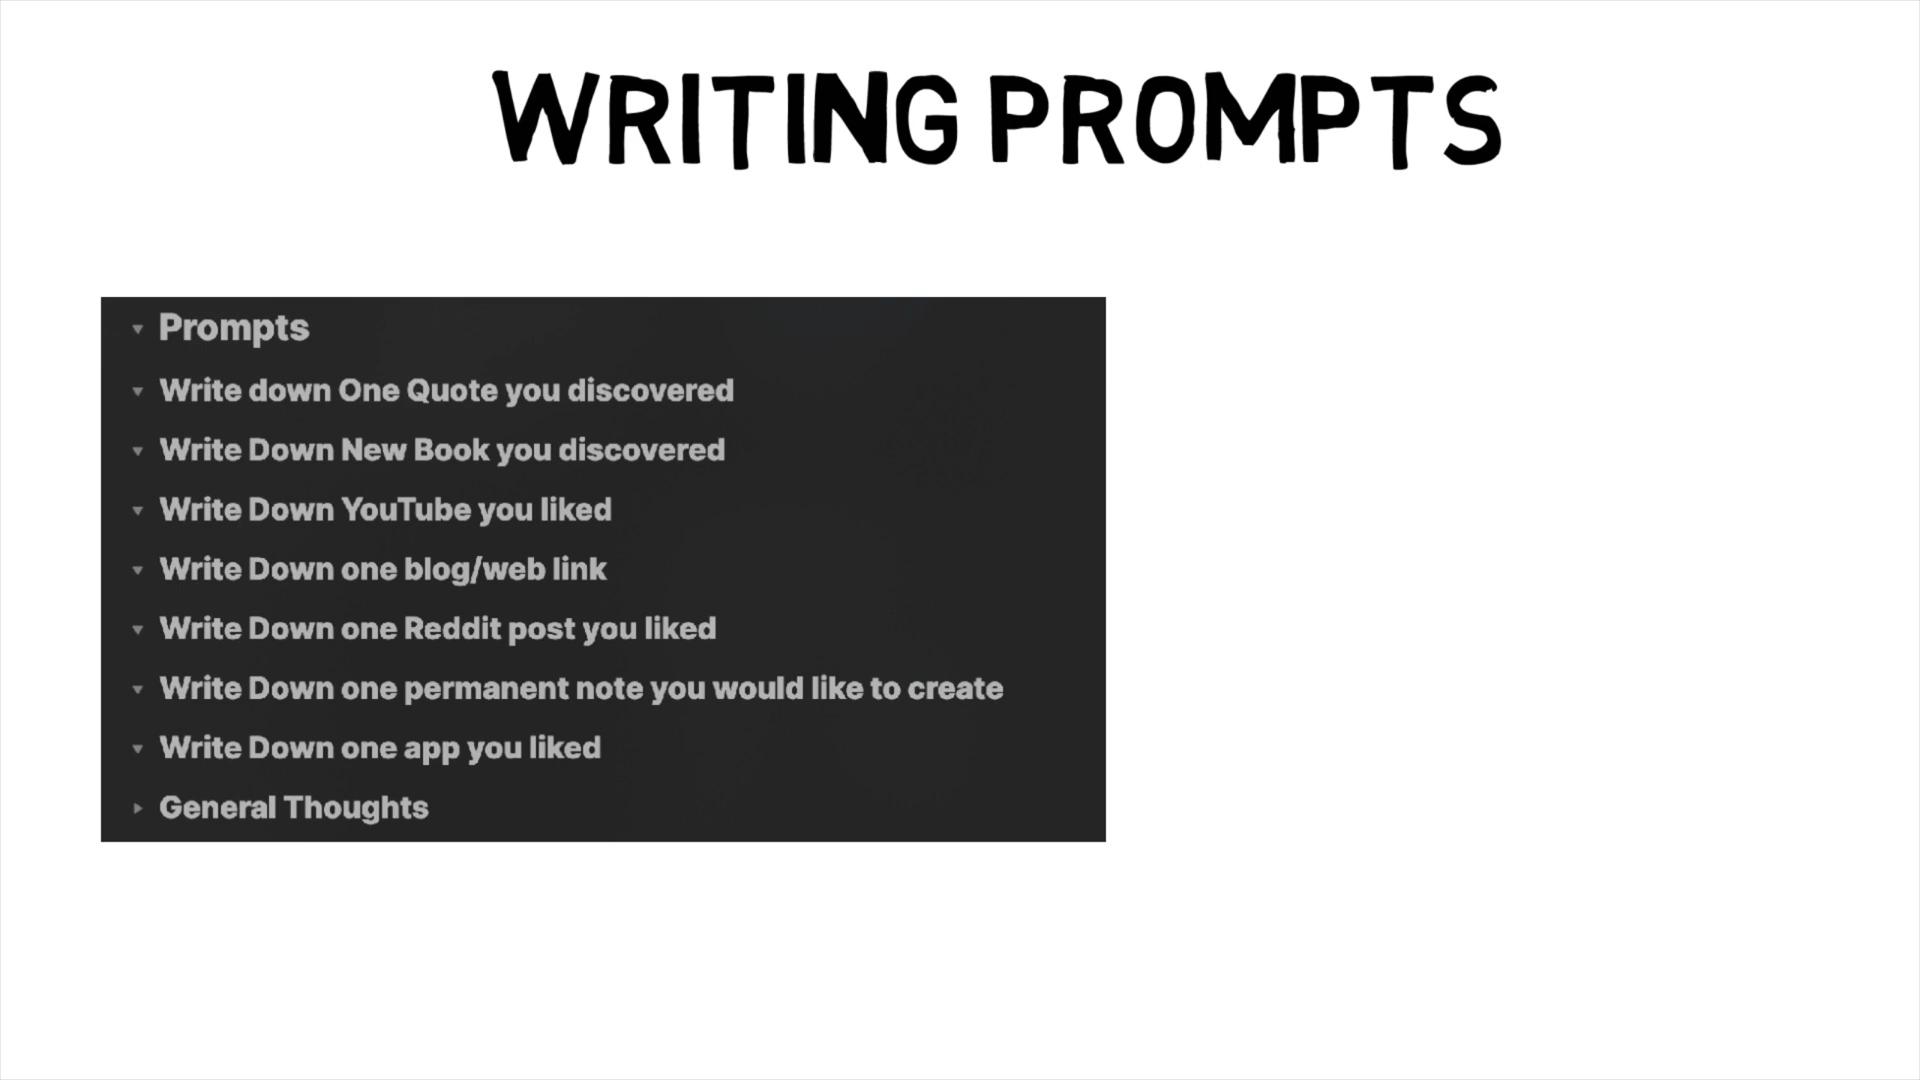 WRITING PROMPTS
Prompts
Write down One Quote you discovered
Write Down New Book you discovered
Write Down YouTube you liked
Write Down one blog/web link
Write Down one Reddit post you liked
Write Down one permanent note you would like to create
Write Down one app you liked
General Thoughts